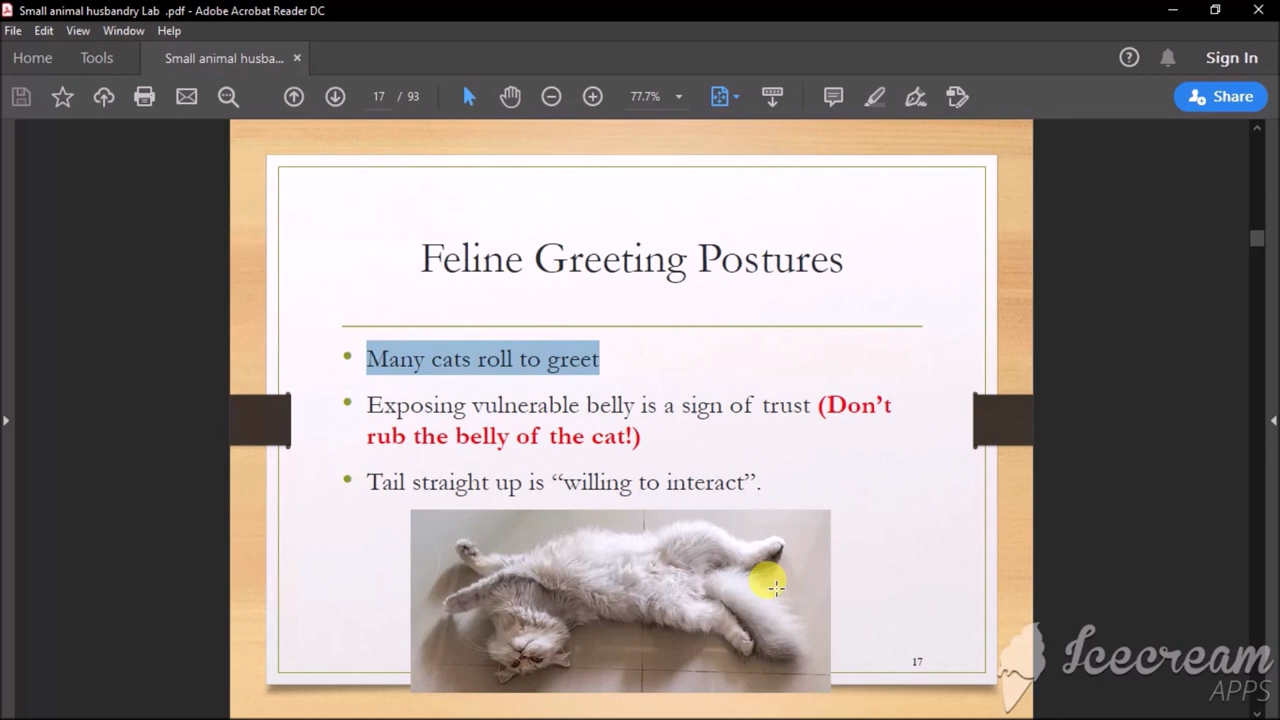 Small animal husbandry Lab .pdf - Adobe Acrobat Reader DC
File Edit View Window Help
Home Tools Small animal husba... Sign In
17 / 93 77.7% Share
Feline Greeting Postures
Many cats roll to greet
Exposing vulnerable belly is a sign of trust (Don’t
rub the belly of the cat!)
Tail straight up is “willing to interact”.
17
Icecream
APPS